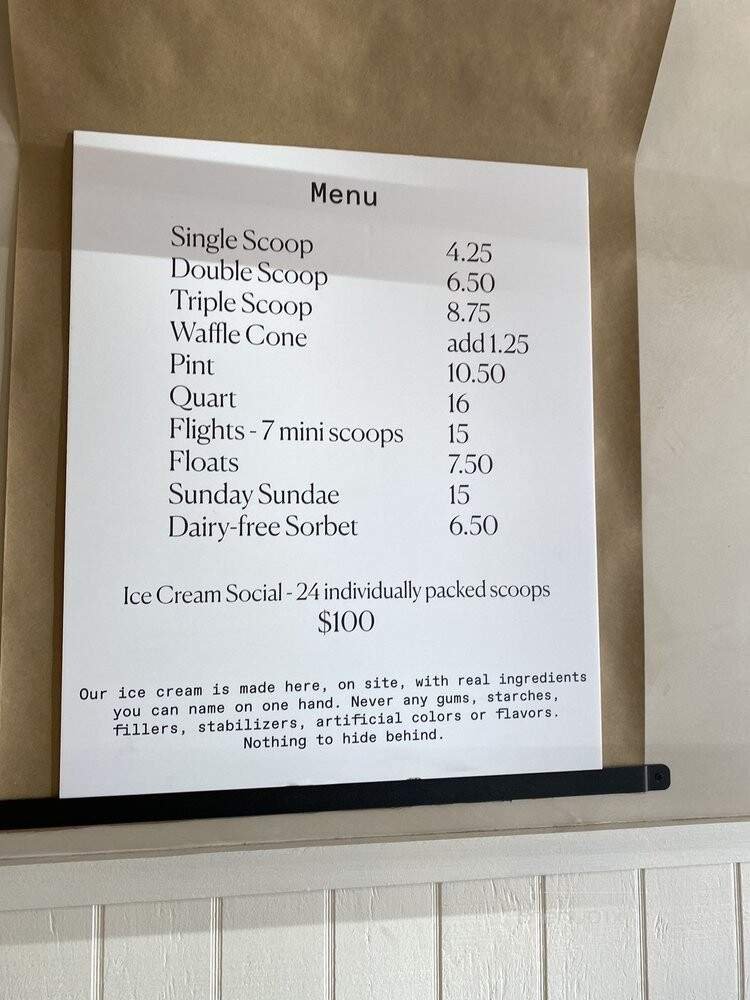 Menu
Single Scoop 4.25
Double Scoop 6.50
Triple Scoop 8.75
Waffle Cone add 1.25
Pint 10.50
Quart 16
Flights - 7 mini scoops 15
Floats 7.50
Sunday Sundae 15
Dairy-free Sorbet 6.50
Ice Cream Social - 24 individually packed scoops
$100
Our ice cream is made here, on site, with real ingredients
you can name on one hand. Never any gums, starches,
fillers, stabilizers, artificial colors or flavors.
Nothing to hide behind.